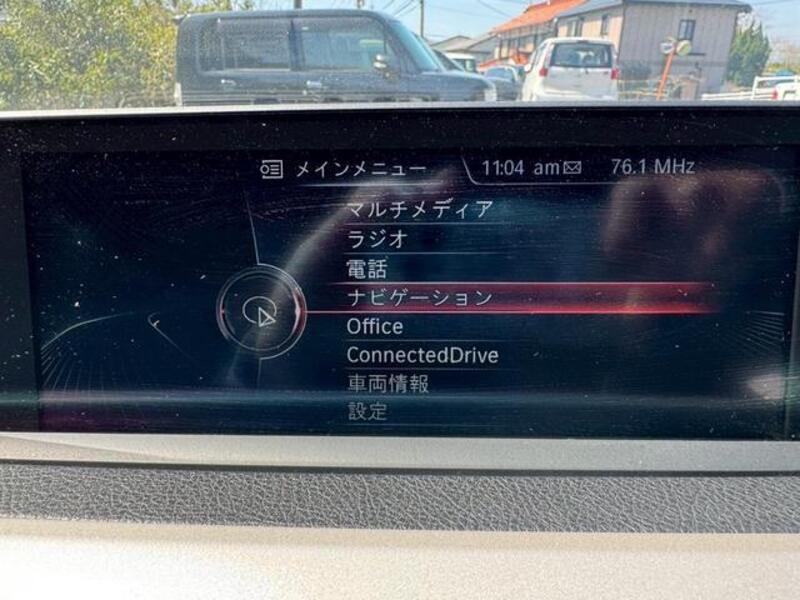 メインメニュー 11:04 am 76.1 MHz
マルチメディア
ラジオ
電話
ナビゲーション
Office
ConnectedDrive
車両情報
設定